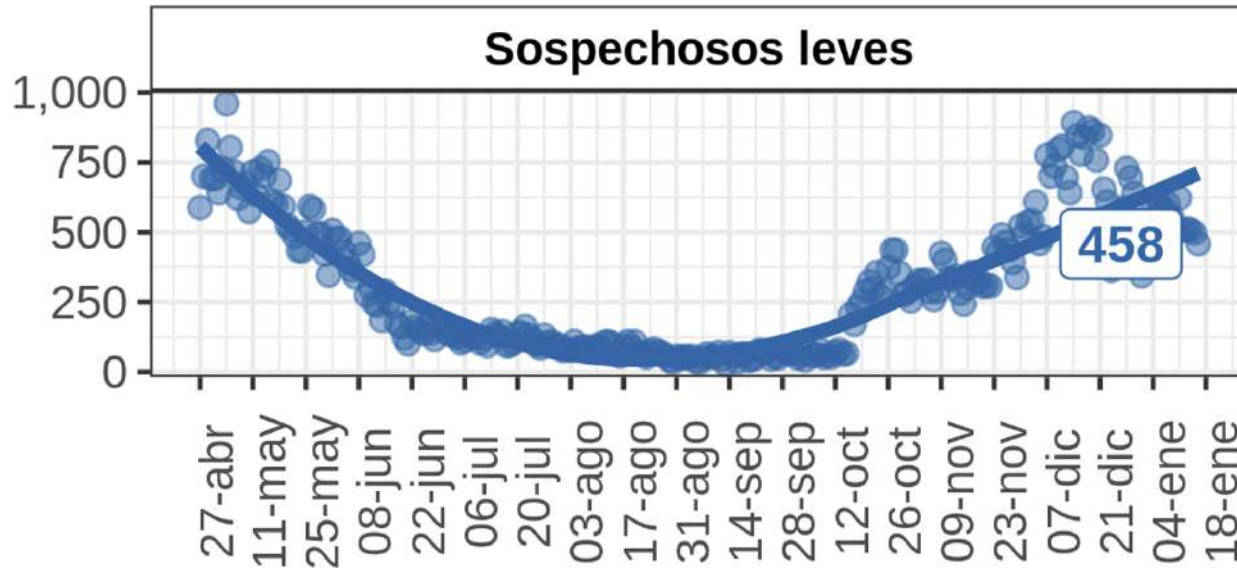 Sospechosos leves
1,000
750
500
250
0
458
27-abr
11-may
25-may
08-jun
22-jun
06-jul
20-jul
03-ago
17-ago
31-ago
14-sep
28-sep
12-oct
26-oct
09-nov
23-nov
07-dic
21-dic
04-ene
18-ene